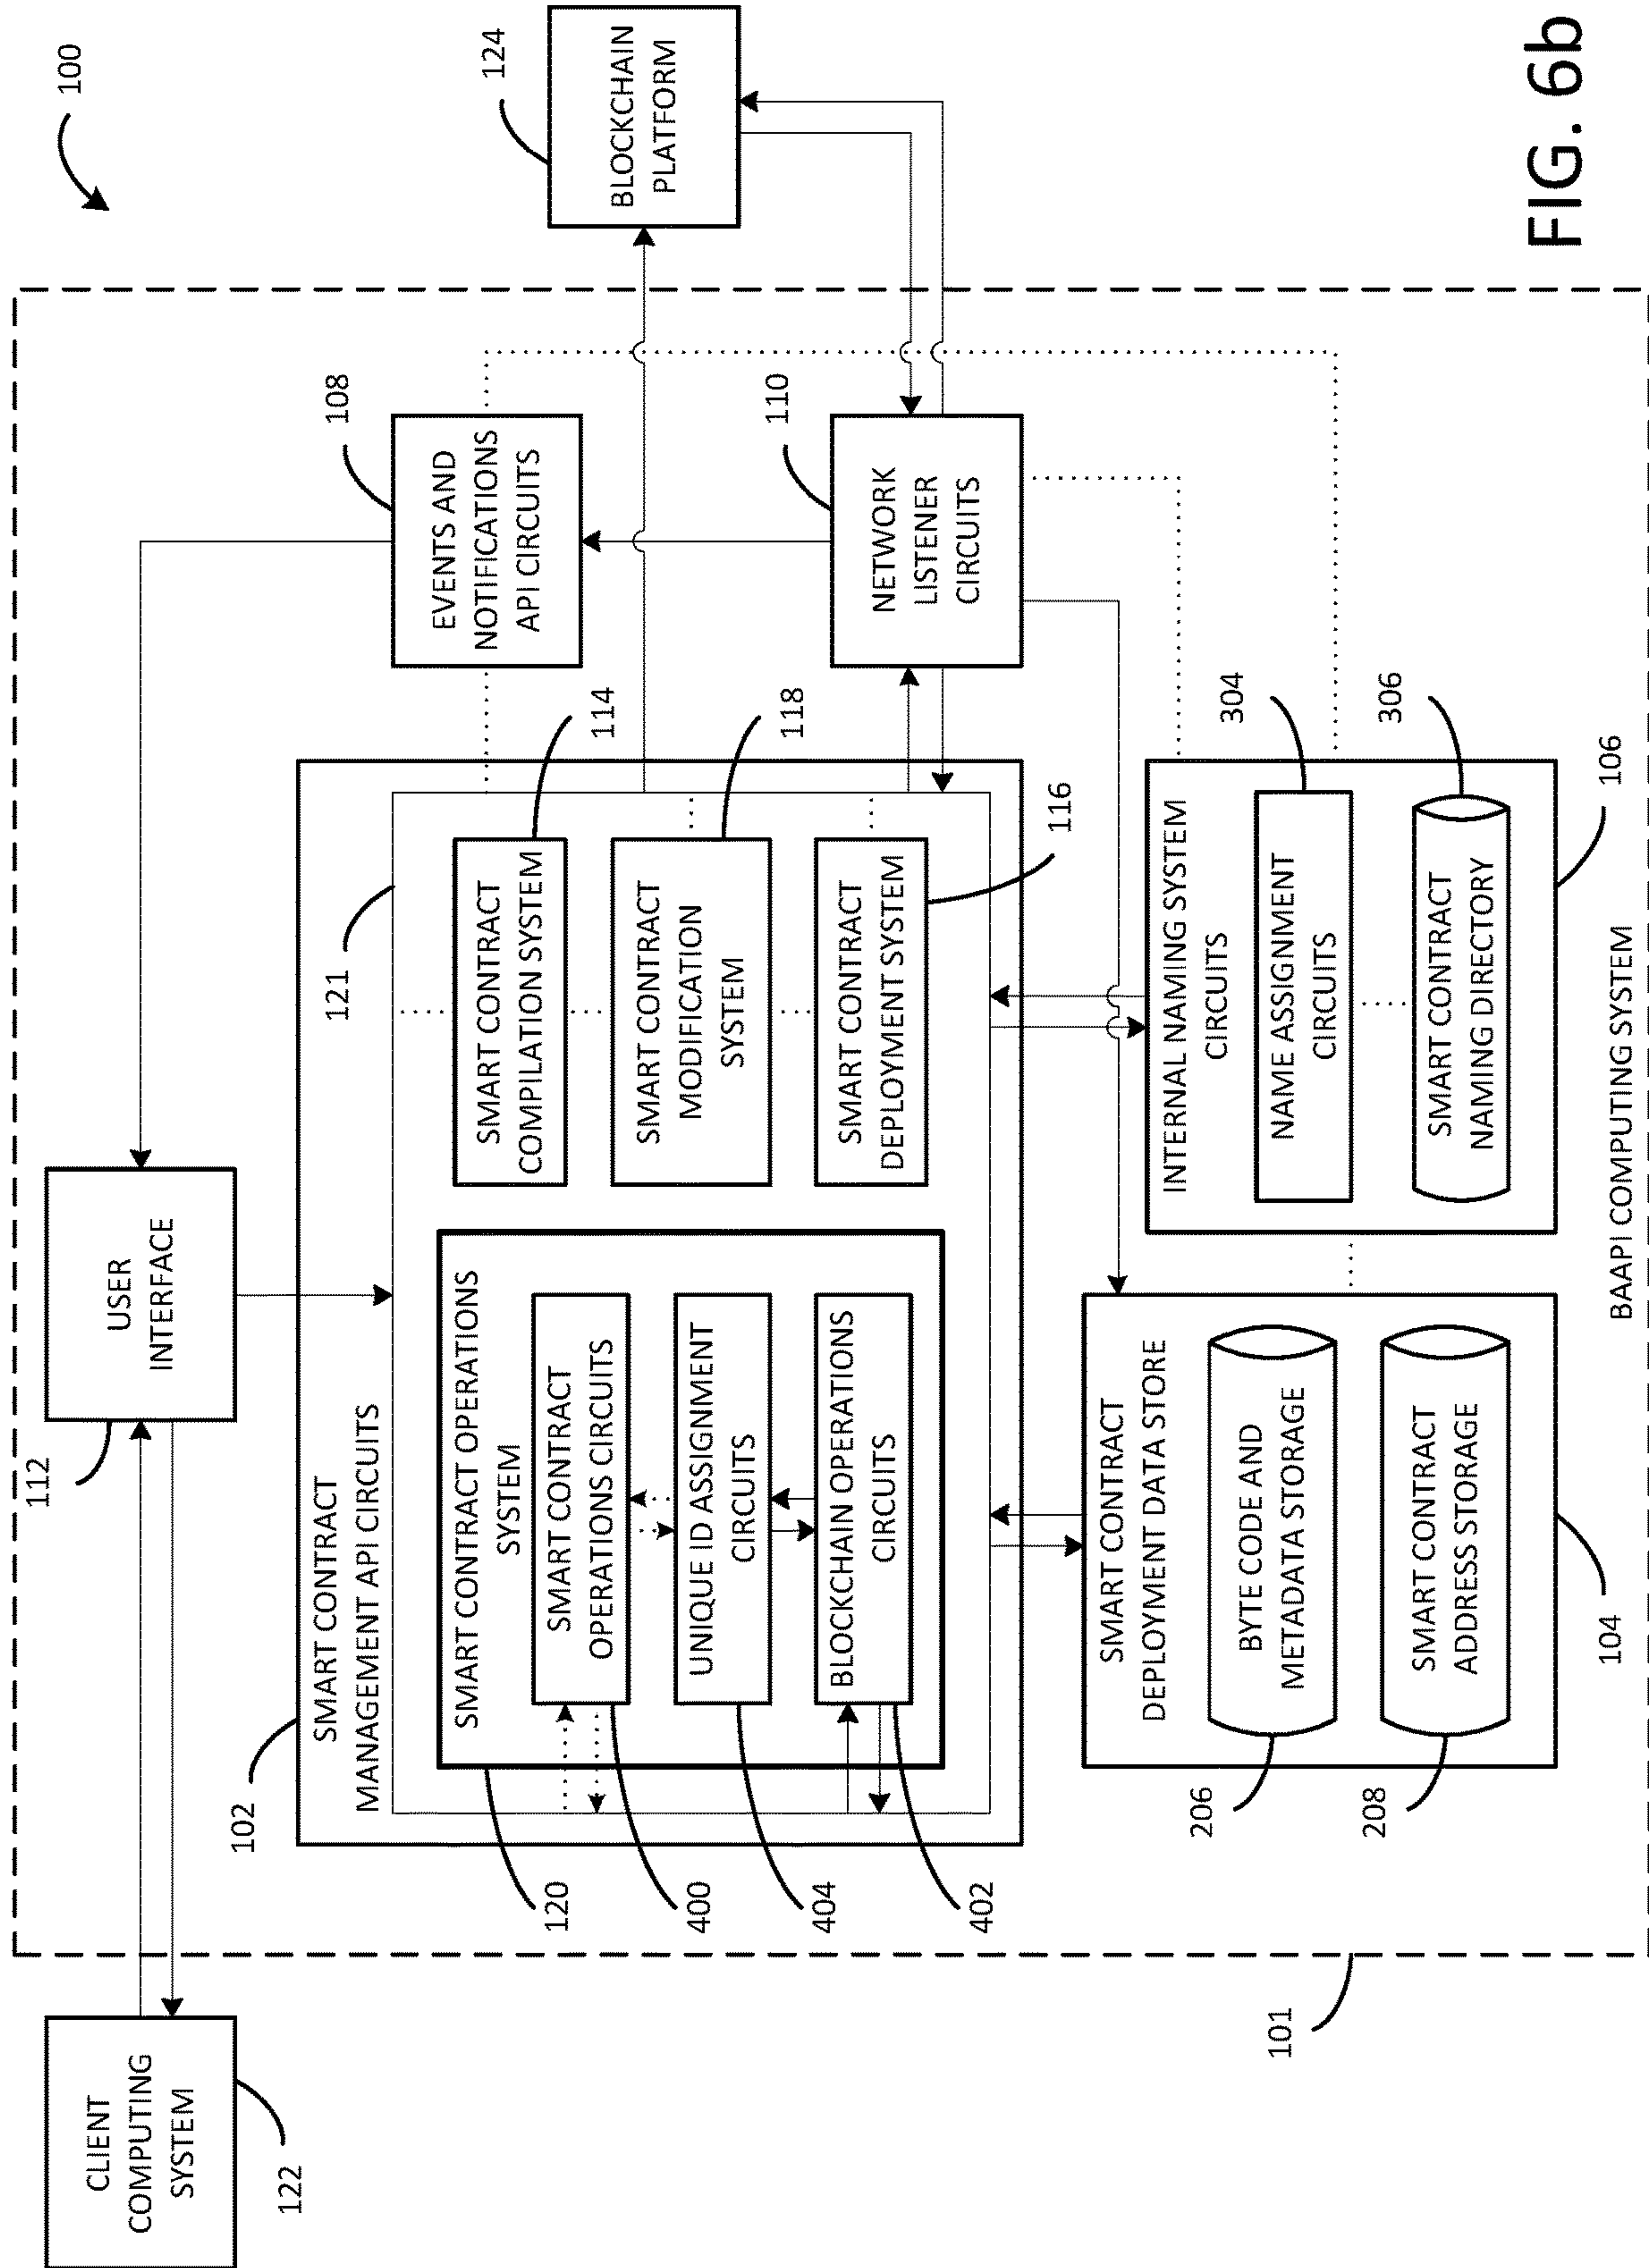 100
CLIENT
COMPUTING
SYSTEM
122
USER
INTERFACE
112
BLOCKCHAIN
PLATFORM
124
EVENTS AND
NOTIFICATIONS
API CIRCUITS
108
NETWORK
LISTENER
CIRCUITS
110
102
SMART CONTRACT
MANAGEMENT API CIRCUITS
121
SMART CONTRACT OPERATIONS
SYSTEM
120
SMART CONTRACT
OPERATIONS CIRCUITS
400
UNIQUE ID ASSIGNMENT
CIRCUITS
404
BLOCKCHAIN OPERATIONS
CIRCUITS
402
SMART CONTRACT
COMPILATION SYSTEM
114
SMART CONTRACT
MODIFICATION
SYSTEM
118
SMART CONTRACT
DEPLOYMENT SYSTEM
116
SMART CONTRACT
DEPLOYMENT DATA STORE
BYTE CODE AND
METADATA STORAGE
206
SMART CONTRACT
ADDRESS STORAGE
208
104
INTERNAL NAMING SYSTEM
CIRCUITS
NAME ASSIGNMENT
CIRCUITS
304
SMART CONTRACT
NAMING DIRECTORY
306
106
101
BAAPI COMPUTING SYSTEM
FIG. 6b